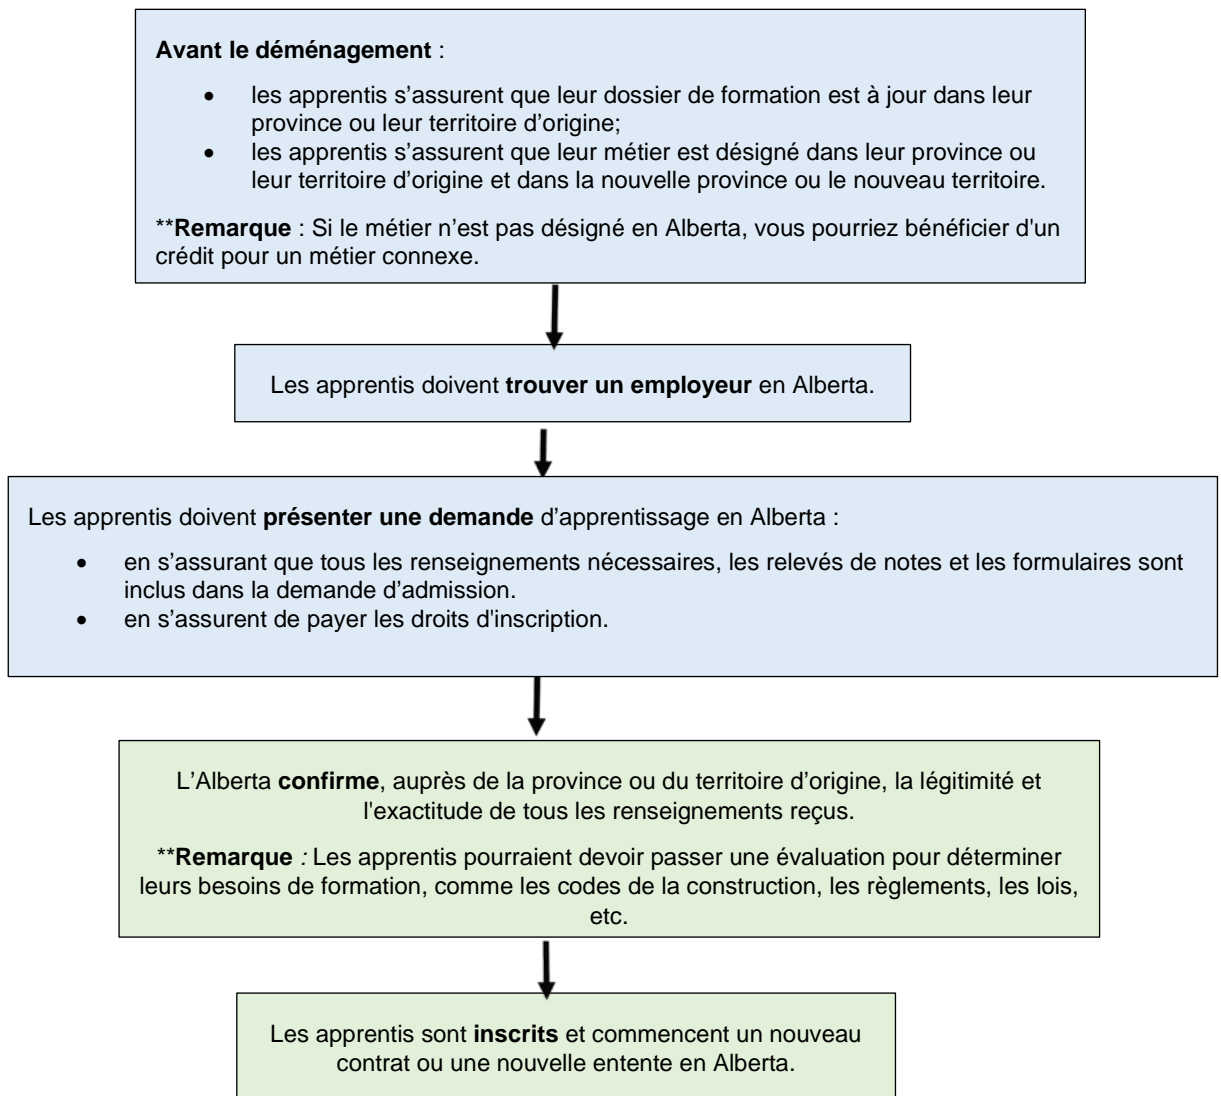 Avant le déménagement :
• les apprentis s’assurent que leur dossier de formation est à jour dans leur
province ou leur territoire d’origine;
• les apprentis s’assurent que leur métier est désigné dans leur province ou
leur territoire d’origine et dans la nouvelle province ou le nouveau territoire.
**Remarque : Si le métier n’est pas désigné en Alberta, vous pourriez bénéficier d'un
crédit pour un métier connexe.
Les apprentis doivent trouver un employeur en Alberta.
Les apprentis doivent présenter une demande d’apprentissage en Alberta :
• en s’assurant que tous les renseignements nécessaires, les relevés de notes et les formulaires sont
inclus dans la demande d’admission.
• en s’assurent de payer les droits d'inscription.
L’Alberta confirme, auprès de la province ou du territoire d’origine, la légitimité et
l'exactitude de tous les renseignements reçus.
**Remarque : Les apprentis pourraient devoir passer une évaluation pour déterminer
leurs besoins de formation, comme les codes de la construction, les règlements, les lois,
etc.
Les apprentis sont inscrits et commencent un nouveau
contrat ou une nouvelle entente en Alberta.